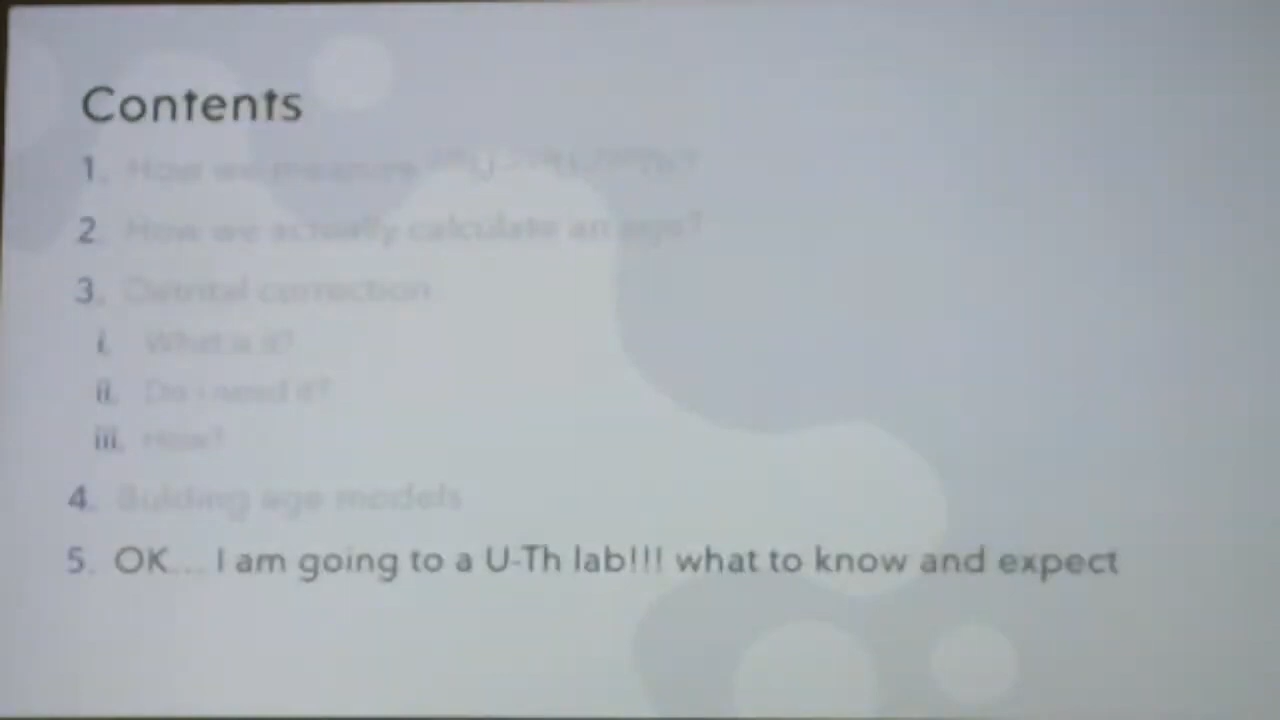 Contents
1. How we measure
2. How we actually calculate an age?
3. Detrital correction
i. What is it?
ii. Do I need it?
iii. How?
4. Bulding age models
5. OK... I am going to a U-Th lab!!! what to know and expect